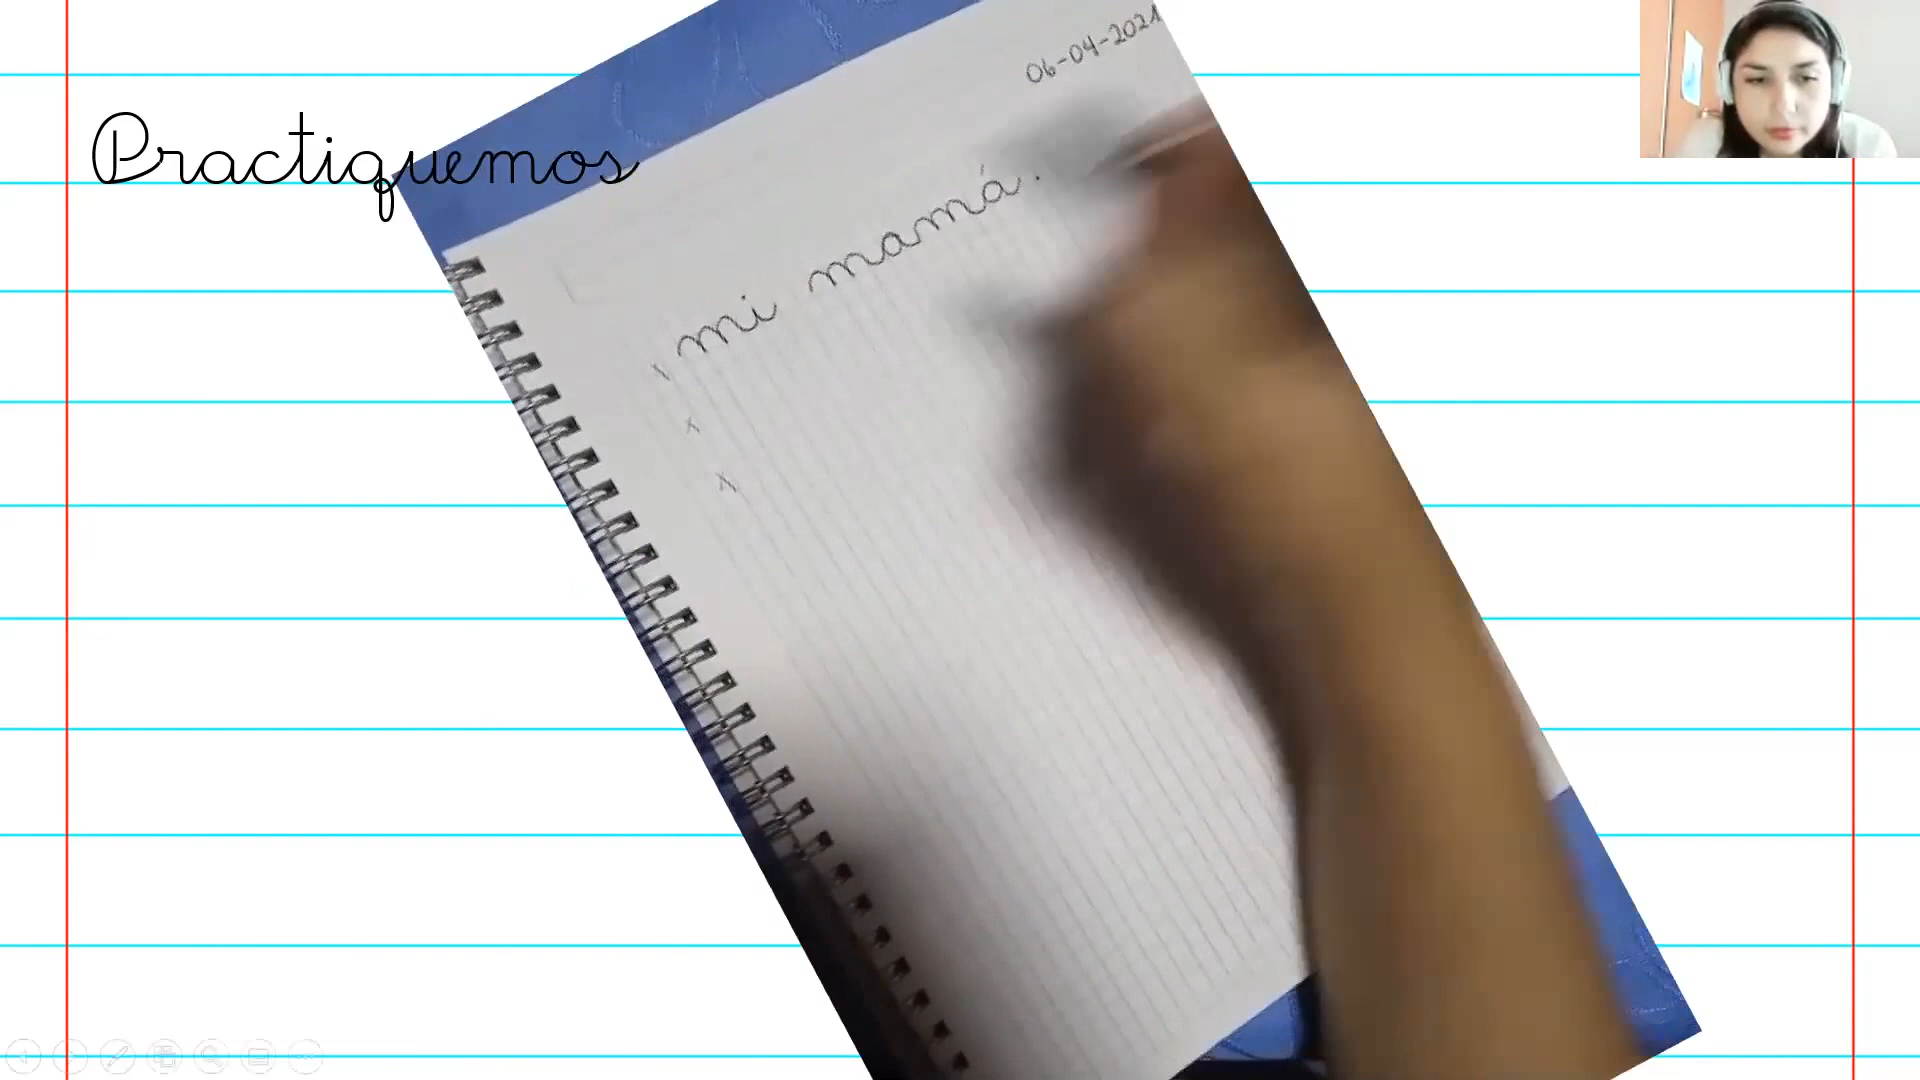 Practiquemos
06-04-2021
mi mamá.
x
x